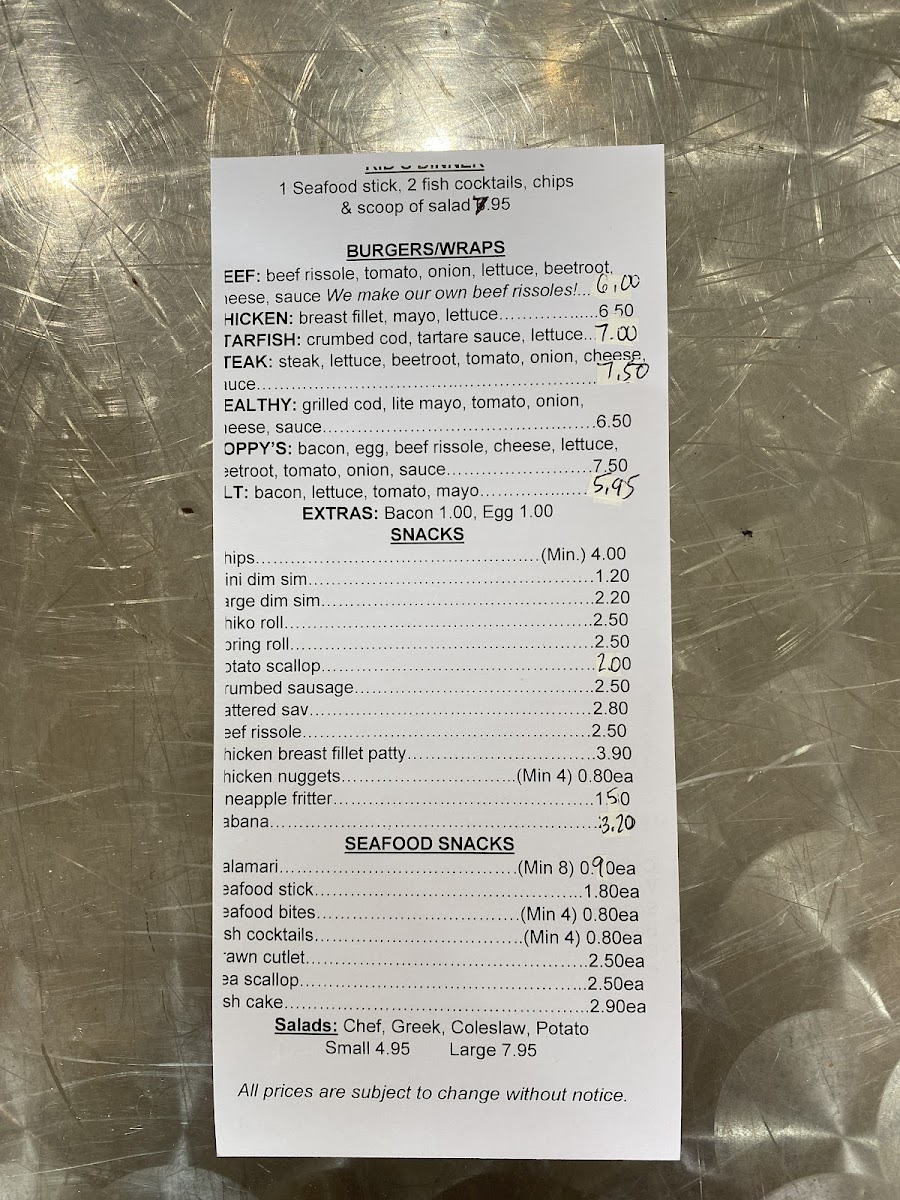 KID'S DINNER
1 Seafood stick, 2 fish cocktails, chips
& scoop of salad 7.95
BURGERS/WRAPS
EEF: beef rissole, tomato, onion, lettuce, beetroot,
heese, sauce We make our own beef rissoles!... 6.00
HICKEN: breast fillet, mayo, lettuce..................6 50
TARFISH: crumbed cod, tartare sauce, lettuce..7.00
TEAK: steak, lettuce, beetroot, tomato, onion, cheese,
auce............................................................7.50
EALTHY: grilled cod, lite mayo, tomato, onion,
heese, sauce.................................................6.50
OPPY'S: bacon, egg, beef rissole, cheese, lettuce,
eetroot, tomato, onion, sauce..........................7.50
LT: bacon, lettuce, tomato, mayo....................5.95
EXTRAS: Bacon 1.00, Egg 1.00
SNACKS
hips....................................................(Min.) 4.00
ini dim sim....................................................1.20
arge dim sim.................................................2.20
hiko roll........................................................2.50
pring roll.......................................................2.50
otato scallop.................................................2.00
rumbed sausage...........................................2.50
attered sav...................................................2.80
eef rissole.....................................................2.50
hicken breast fillet patty..................................3.90
hicken nuggets................................(Min 4) 0.80ea
neapple fritter................................................1 50
abana...........................................................3.20
SEAFOOD SNACKS
alamari...........................................(Min 8) 0.90ea
eafood stick................................................1.80ea
eafood bites.....................................(Min 4) 0.80ea
sh cocktails......................................(Min 4) 0.80ea
rawn cutlet...................................................2.50ea
ea scallop....................................................2.50ea
sh cake.......................................................2.90ea
Salads: Chef, Greek, Coleslaw, Potato
Small 4.95 Large 7.95
All prices are subject to change without notice.